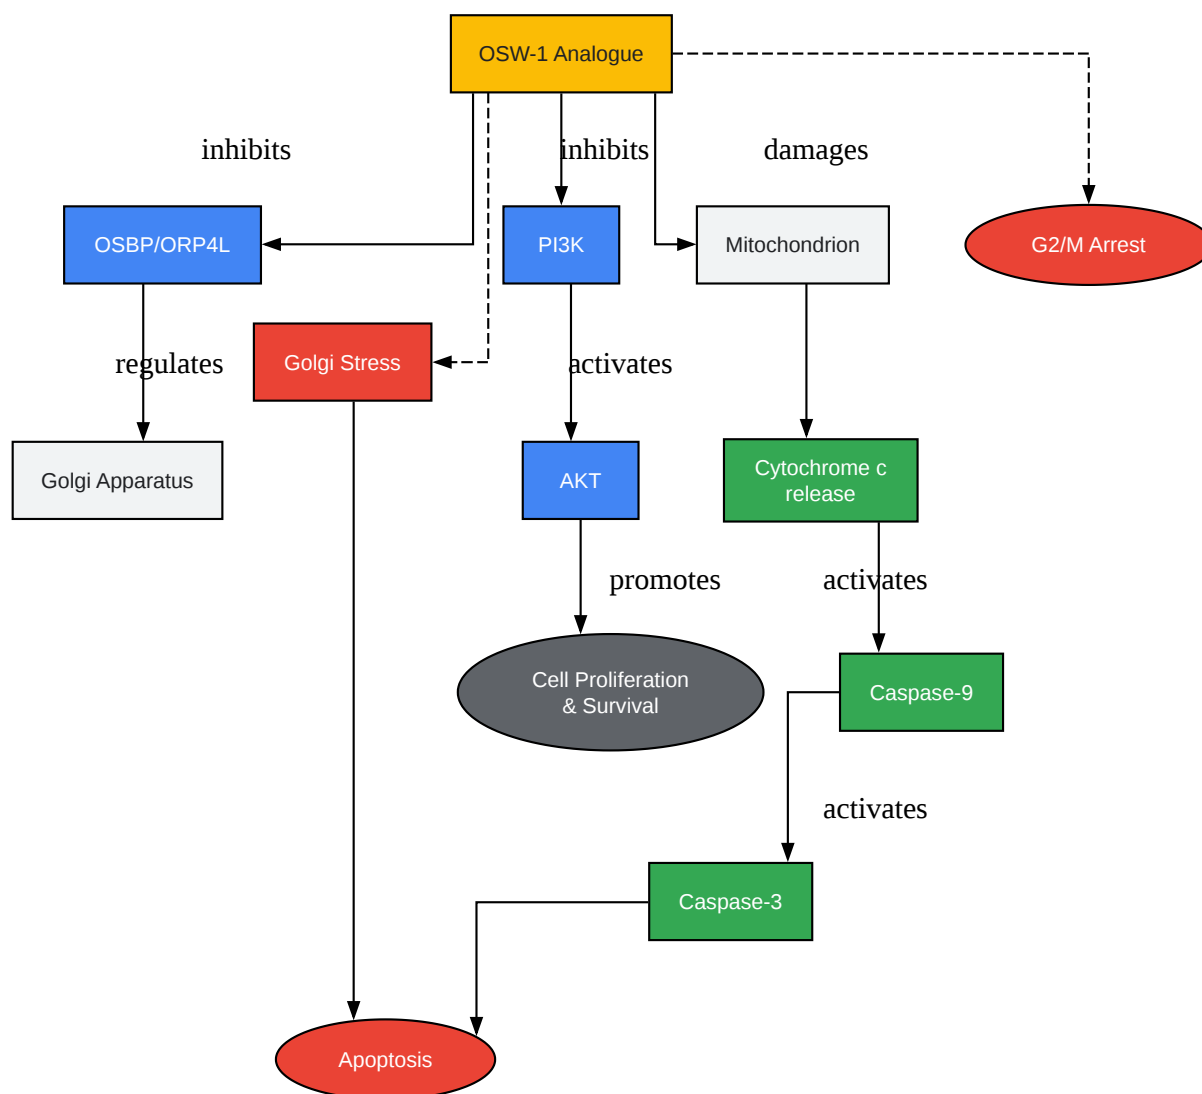 OSW-1 Analogue
inhibits
inhibits
damages
OSBP/ORP4L
PI3K
Mitochondrion
G2/M Arrest
regulates
Golgi Stress
activates
Golgi Apparatus
AKT
Cytochrome c
release
promotes
activates
Cell Proliferation
& Survival
Caspase-9
activates
Caspase-3
Apoptosis